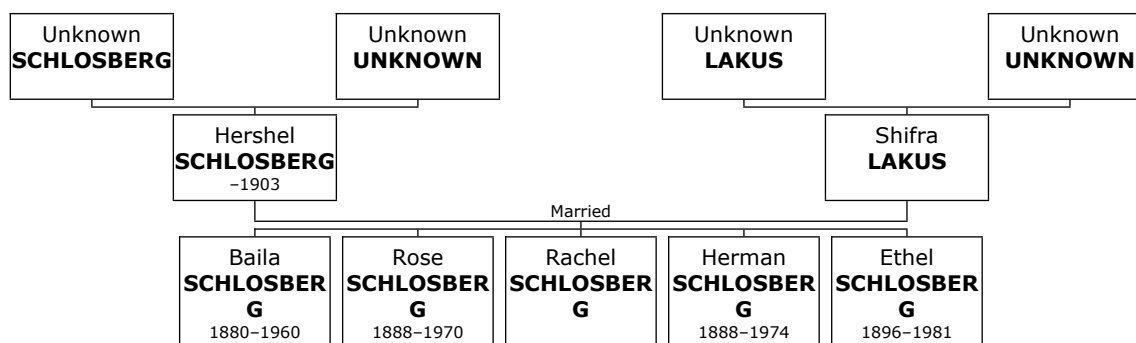 Unknown
SCHLOSBERG
Unknown
UNKNOWN
Unknown
LAKUS
Unknown
UNKNOWN
Hershel
SCHLOSBERG
–1903
Shifra
LAKUS
Married
Baila
SCHLOSBER
G
1880–1960
Rose
SCHLOSBER
G
1888–1970
Rachel
SCHLOSBER
G
Herman
SCHLOSBER
G
1888–1974
Ethel
SCHLOSBER
G
1896–1981